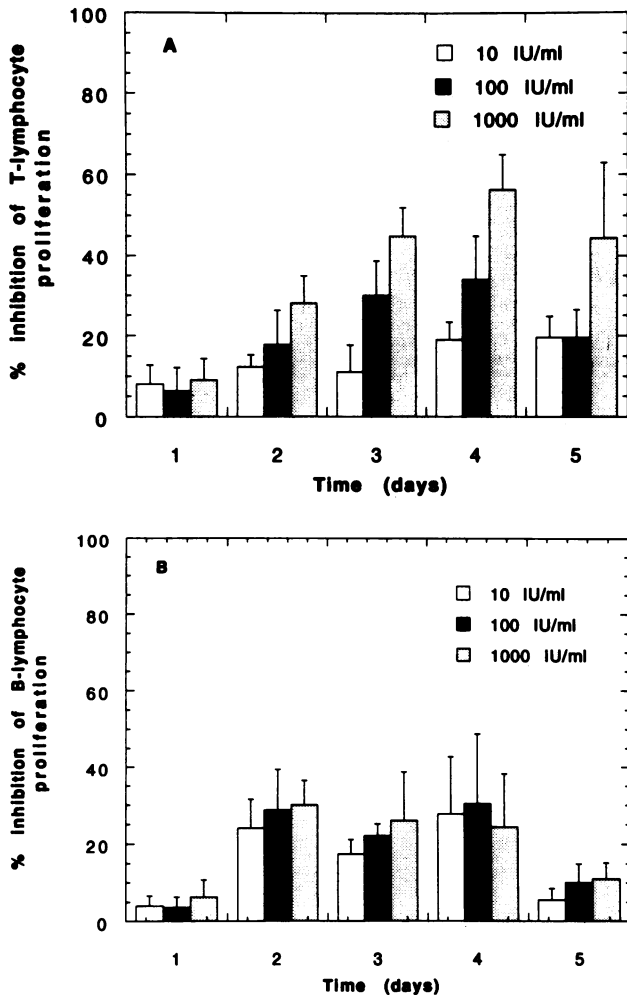 A
10 IU/ml
100 IU/ml
1000 IU/ml
100
80
60
40
20
0
% Inhibition of T-lymphocyte
proliferation
1 2 3 4 5
Time (days)
B
10 IU/ml
100 IU/ml
1000 IU/ml
100
80
60
40
20
0
% Inhibition of B-lymphocyte
proliferation
1 2 3 4 5
Time (days)